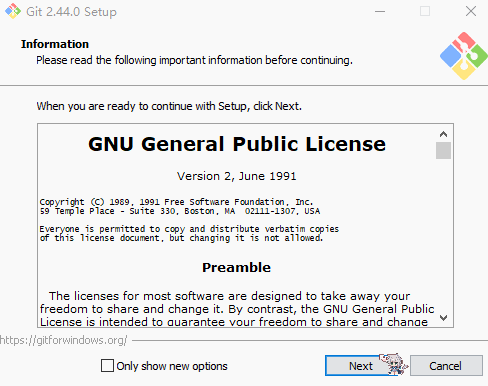 Git 2.44.0 Setup
Information
Please read the following important information before continuing.
When you are ready to continue with Setup, click Next.
GNU General Public License
Version 2, June 1991
Copyright (C) 1989, 1991 Free Software Foundation, Inc.
59 Temple Place - Suite 330, Boston, MA  02111-1307, USA
Everyone is permitted to copy and distribute verbatim copies
of this license document, but changing it is not allowed.
Preamble
The licenses for most software are designed to take away your
freedom to share and change it. By contrast, the GNU General Public
License is intended to guarantee your freedom to share and change
https://gitforwindows.org/
Only show new options
Next
Cancel